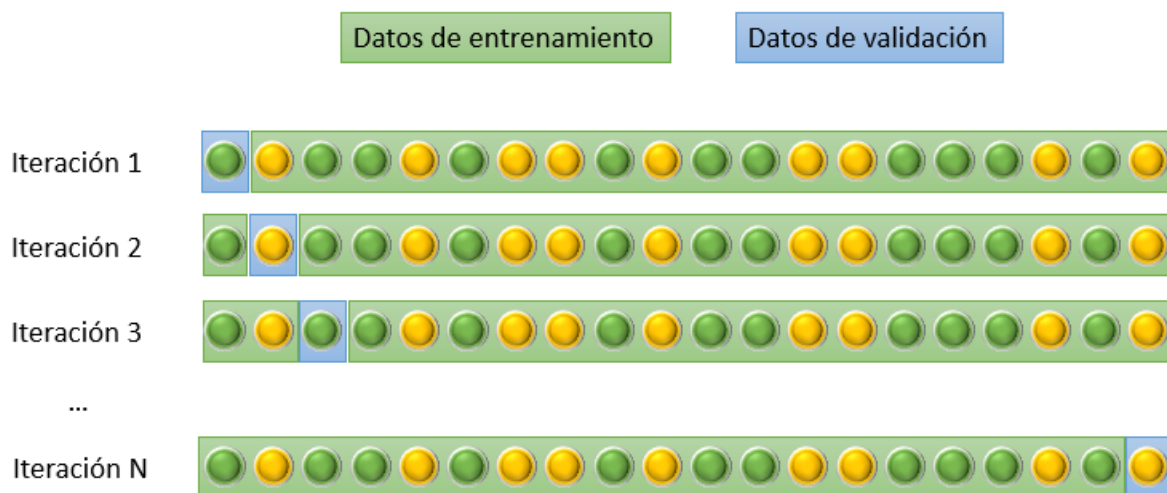 Datos de entrenamiento
Datos de validación
Iteración 1
Iteración 2
Iteración 3
...
Iteración N